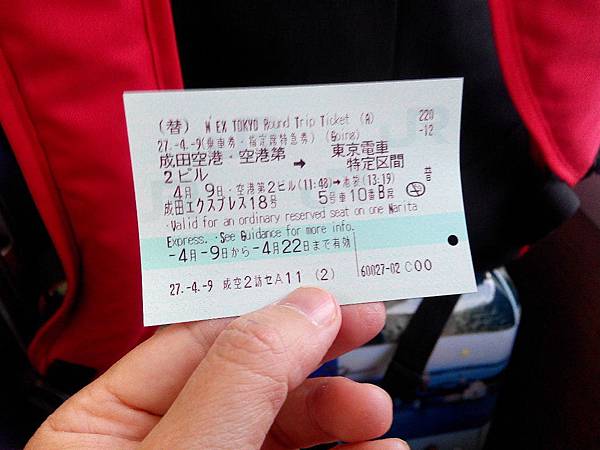 (替) N'EX TOKYO Round Trip Ticket (A) 220
27.-4.-9(乗車券・指定席特急券) (Going) -12
成田空港・空港第2ビル → 東京電車特定区間
4月 9日・空港第2ビル(11:48)→池袋(13:19)
成田エクスプレス18号 5号車10番B席
・Valid for an ordinary reserved seat on one Narita
Express. ・See Guidance for more info.
-4月-9日から-4月22日まで有効
27.-4.-9 成空2訪セA11 (2) 60027-02 C00